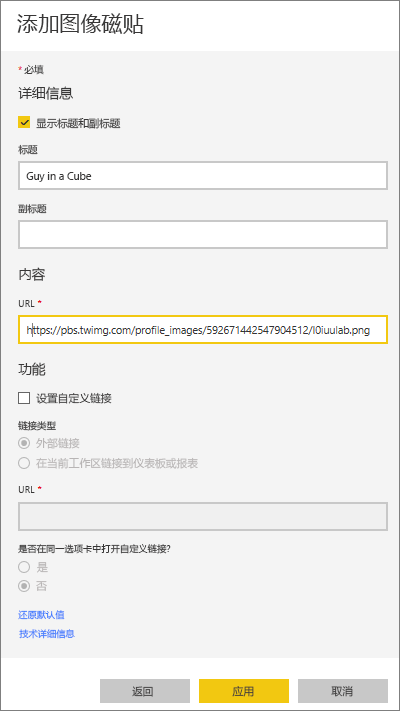 添加图像磁贴
*必填
详细信息
显示标题和副标题
标题
Guy in a Cube
副标题
内容
URL *
https://pbs.twimg.com/profile_images/592671442547904512/I0iuulab.png
功能
设置自定义链接
链接类型
外部链接
在当前工作区链接到仪表板或报表
URL *
是否在同一选项卡中打开自定义链接?
是
否
还原默认值
技术详细信息
返回 应用 取消